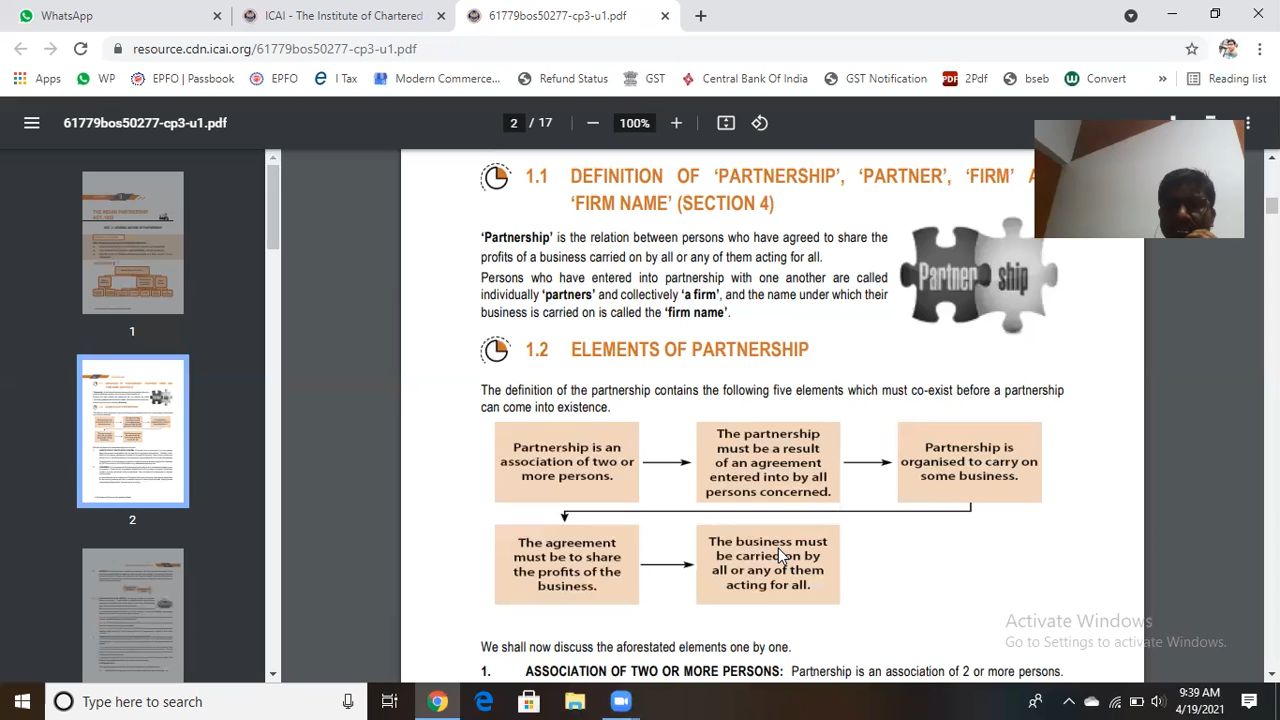 WhatsApp
ICAI - The Institute of Chartered
61779bos50277-cp3-u1.pdf
resource.cdn.icai.org/61779bos50277-cp3-u1.pdf
Apps WP EPFO | Passbook EPFO I Tax Modern Commerce... Refund Status GST Central Bank Of India GST Notification 2Pdf bseb Convert » Reading list
61779bos50277-cp3-u1.pdf 2 / 17 100%
1
2
1.1 DEFINITION OF ‘PARTNERSHIP’, ‘PARTNER’, ‘FIRM’
‘FIRM NAME’ (SECTION 4)
‘Partnership’ is the relation between persons who have agreed to share the
profits of a business carried on by all or any of them acting for all.
Persons who have entered into partnership with one another are called
individually ‘partners’ and collectively ‘a firm’, and the name under which their
business is carried on is called the ‘firm name’.
Partner ship
1.2 ELEMENTS OF PARTNERSHIP
The definition of the partnership contains the following five elements which must co-exist before a partnership
can come into existence.
Partnership is an
association of two or
more persons.
The partnership
must be a result
of an agreement
entered into by all
persons concerned.
Partnership is
organised to carry on
some business.
The agreement
must be to share
the profits of the
business.
The business must
be carried on by
all or any of them
acting for all.
We shall now discuss the aforestated elements one by one.
1. ASSOCIATION OF TWO OR MORE PERSONS: Partnership is an association of 2 or more persons.
Activate Windows
Go to Settings to activate Windows.
Type here to search
9:39 AM
4/19/2021